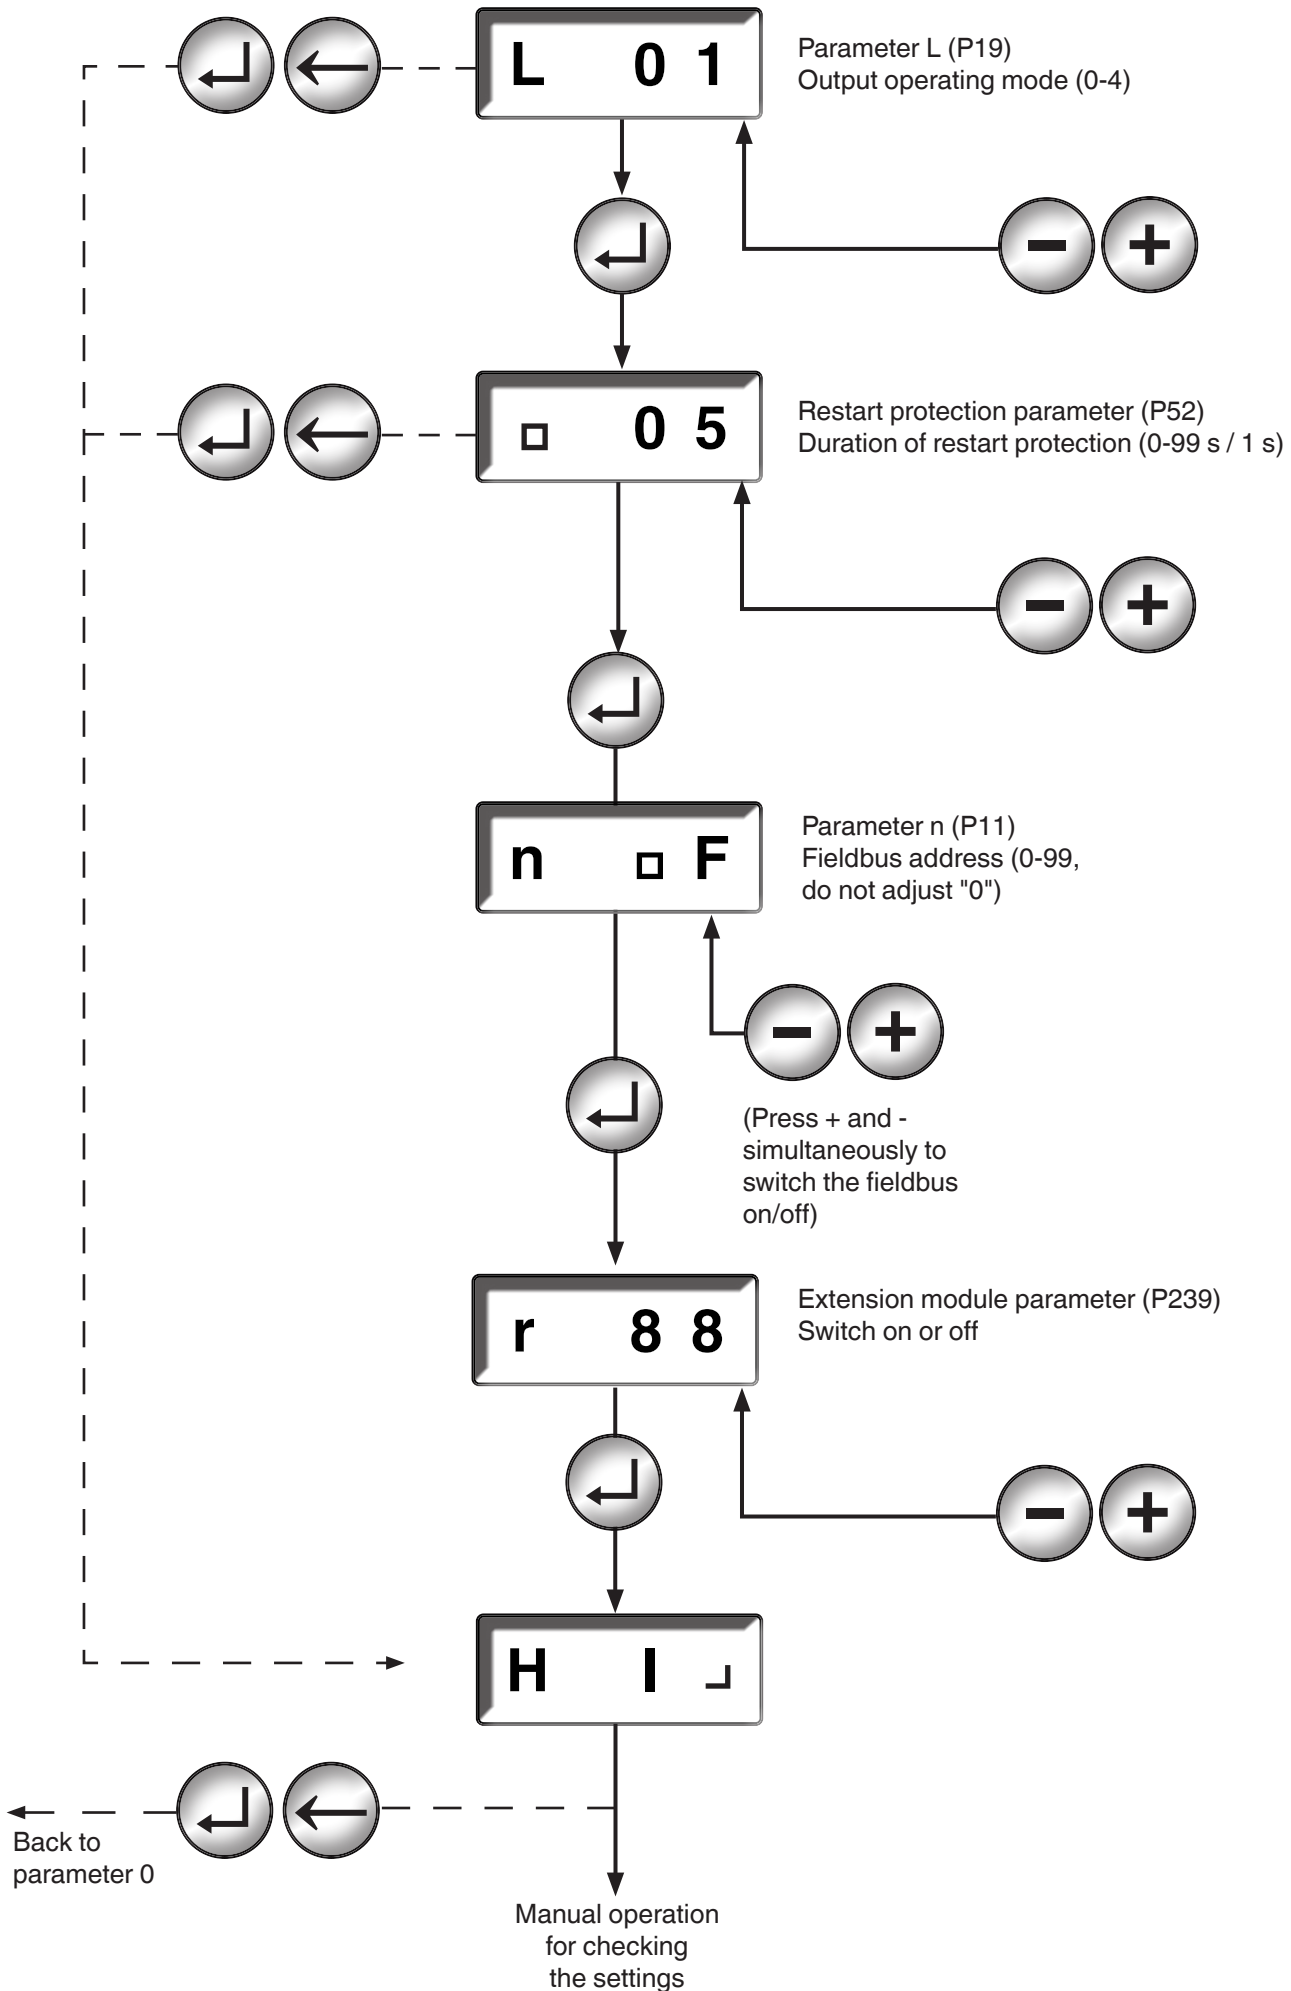 L 0 1
Parameter L (P19)
Output operating mode (0-4)
- +
□ 0 5
Restart protection parameter (P52)
Duration of restart protection (0-99 s / 1 s)
- +
n □ F
Parameter n (P11)
Fieldbus address (0-99,
do not adjust "0")
- +
(Press + and -
simultaneously to
switch the fieldbus
on/off)
r 8 8
Extension module parameter (P239)
Switch on or off
- +
H I ┘
Back to
parameter 0
Manual operation
for checking
the settings